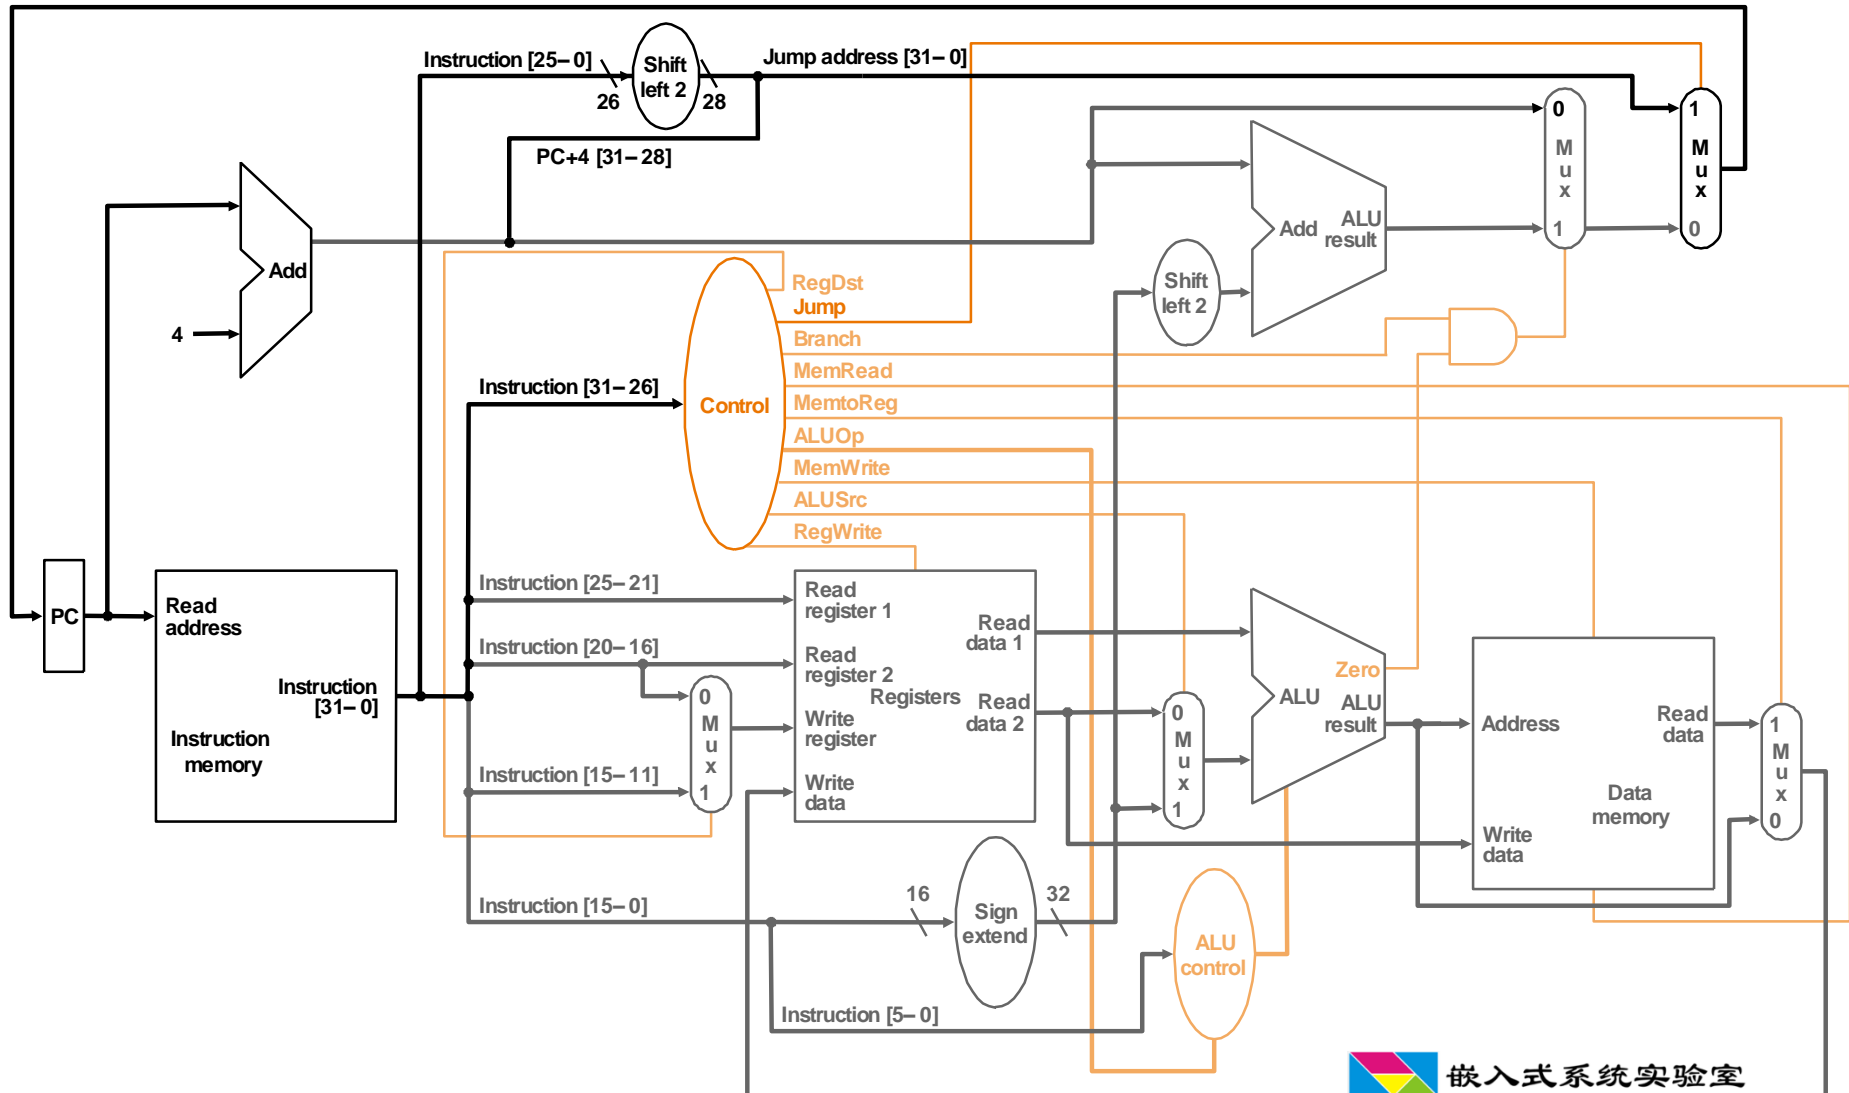 Instruction [25–0]
Shift
left 2
Jump address [31–0]
26
28
PC+4 [31–28]
0
M
u
x
1
1
M
u
x
0
Add
4
Add
ALU
result
Shift
left 2
RegDst
Jump
Branch
MemRead
MemtoReg
ALUOp
MemWrite
ALUSrc
RegWrite
Instruction [31–26]
Control
PC
Read
address
Instruction
[31–0]
Instruction
memory
Instruction [25–21]
Instruction [20–16]
Instruction [15–11]
Instruction [15–0]
Instruction [5–0]
0
M
u
x
1
Read
register 1
Read
register 2
Write
register
Write
data
Registers
Read
data 1
Read
data 2
0
M
u
x
1
Zero
ALU
ALU
result
Address
Write
data
Read
data
Data
memory
1
M
u
x
0
16
Sign
extend
32
ALU
control
嵌入式系统实验室